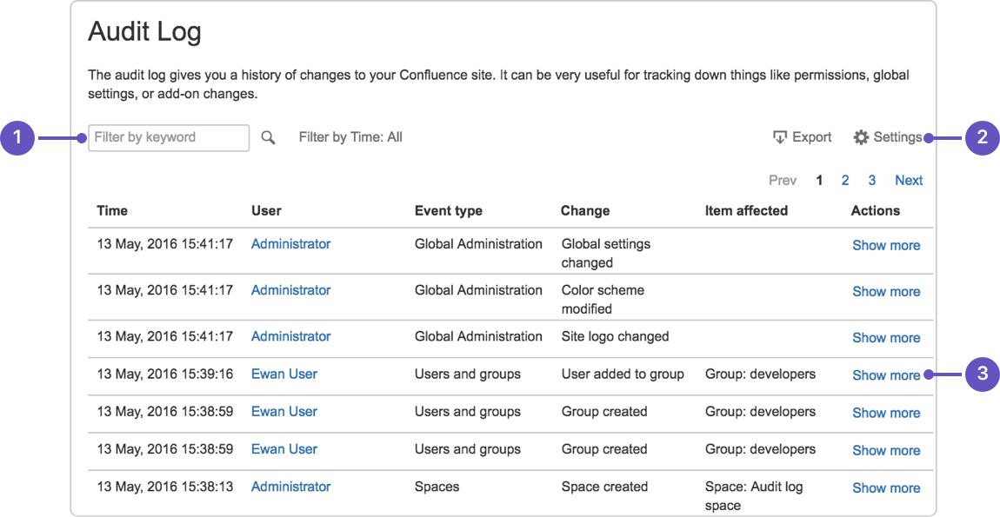 Audit Log
The audit log gives you a history of changes to your Confluence site. It can be very useful for tracking down things like permissions, global
settings, or add-on changes.
1 Filter by keyword Filter by Time: All Export Settings 2
Prev 1 2 3 Next
Time User Event type Change Item affected Actions
13 May, 2016 15:41:17 Administrator Global Administration Global settings Show more
changed
13 May, 2016 15:41:17 Administrator Global Administration Color scheme Show more
modified
13 May, 2016 15:41:17 Administrator Global Administration Site logo changed Show more
13 May, 2016 15:39:16 Ewan User Users and groups User added to group Group: developers Show more 3
13 May, 2016 15:38:59 Ewan User Users and groups Group created Group: developers Show more
13 May, 2016 15:38:59 Ewan User Users and groups Group created Group: developers Show more
13 May, 2016 15:38:13 Administrator Spaces Space created Space: Audit log Show more
space